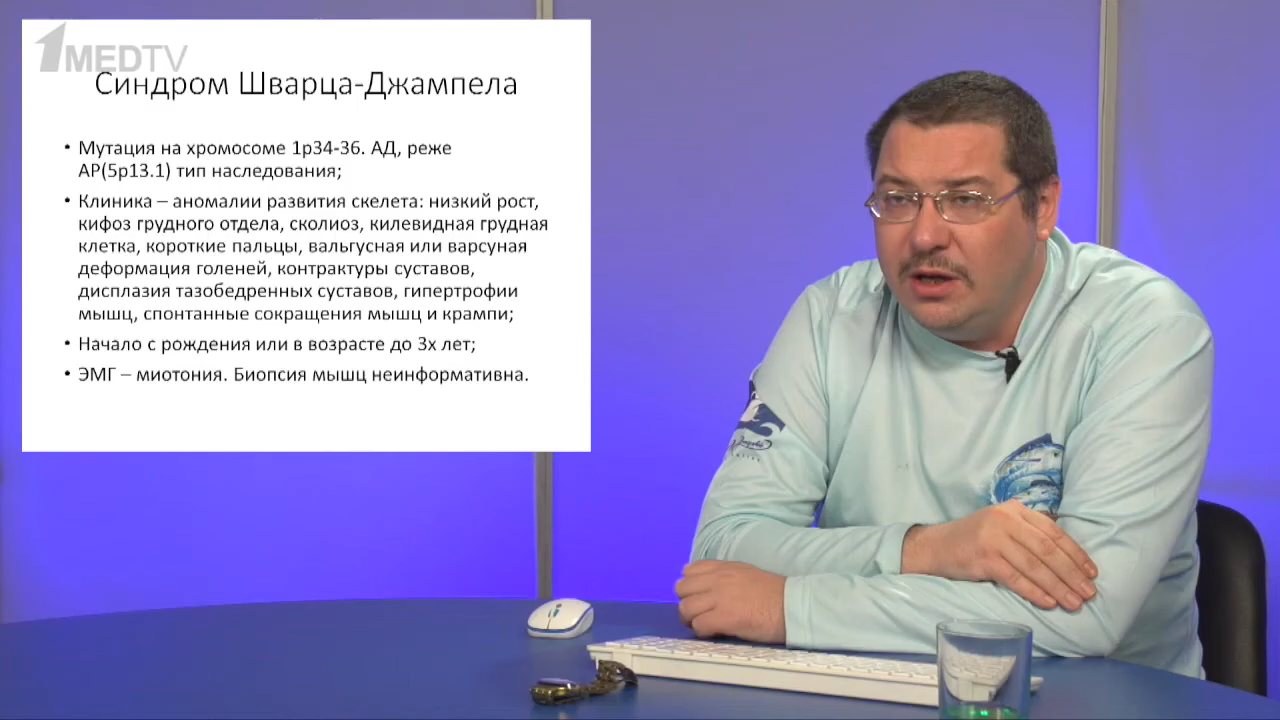 1MEDTV
Синдром Шварца-Джампела
• Мутация на хромосоме 1р34-36. АД, реже
АР(5р13.1) тип наследования;
• Клиника – аномалии развития скелета: низкий рост,
кифоз грудного отдела, сколиоз, килевидная грудная
клетка, короткие пальцы, вальгусная или варсуная
деформация голеней, контрактуры суставов,
дисплазия тазобедренных суставов, гипертрофии
мышц, спонтанные сокращения мышц и крампи;
• Начало с рождения или в возрасте до 3х лет;
• ЭМГ – миотония. Биопсия мышц неинформативна.